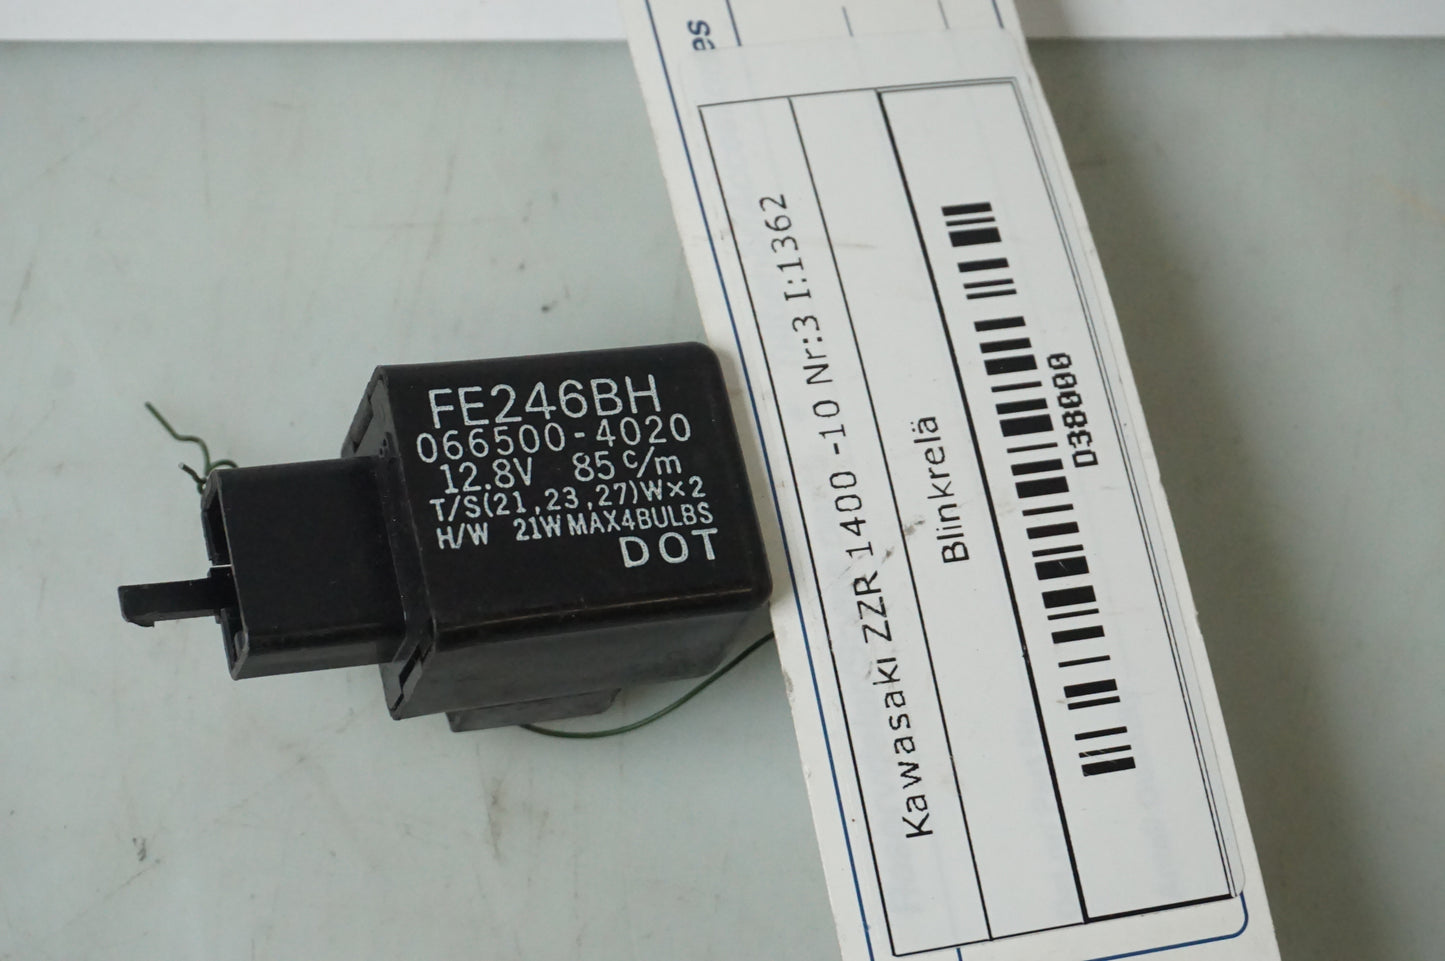 FE246BH
066500-4020
12.8V 85 c/m
T/S(21,23,27)W×2
H/W 21W MAX4BULBS
DOT
es
Kawasaki ZZR 1400 -10 Nr:3 I:1362
Blinkrelä
D38000